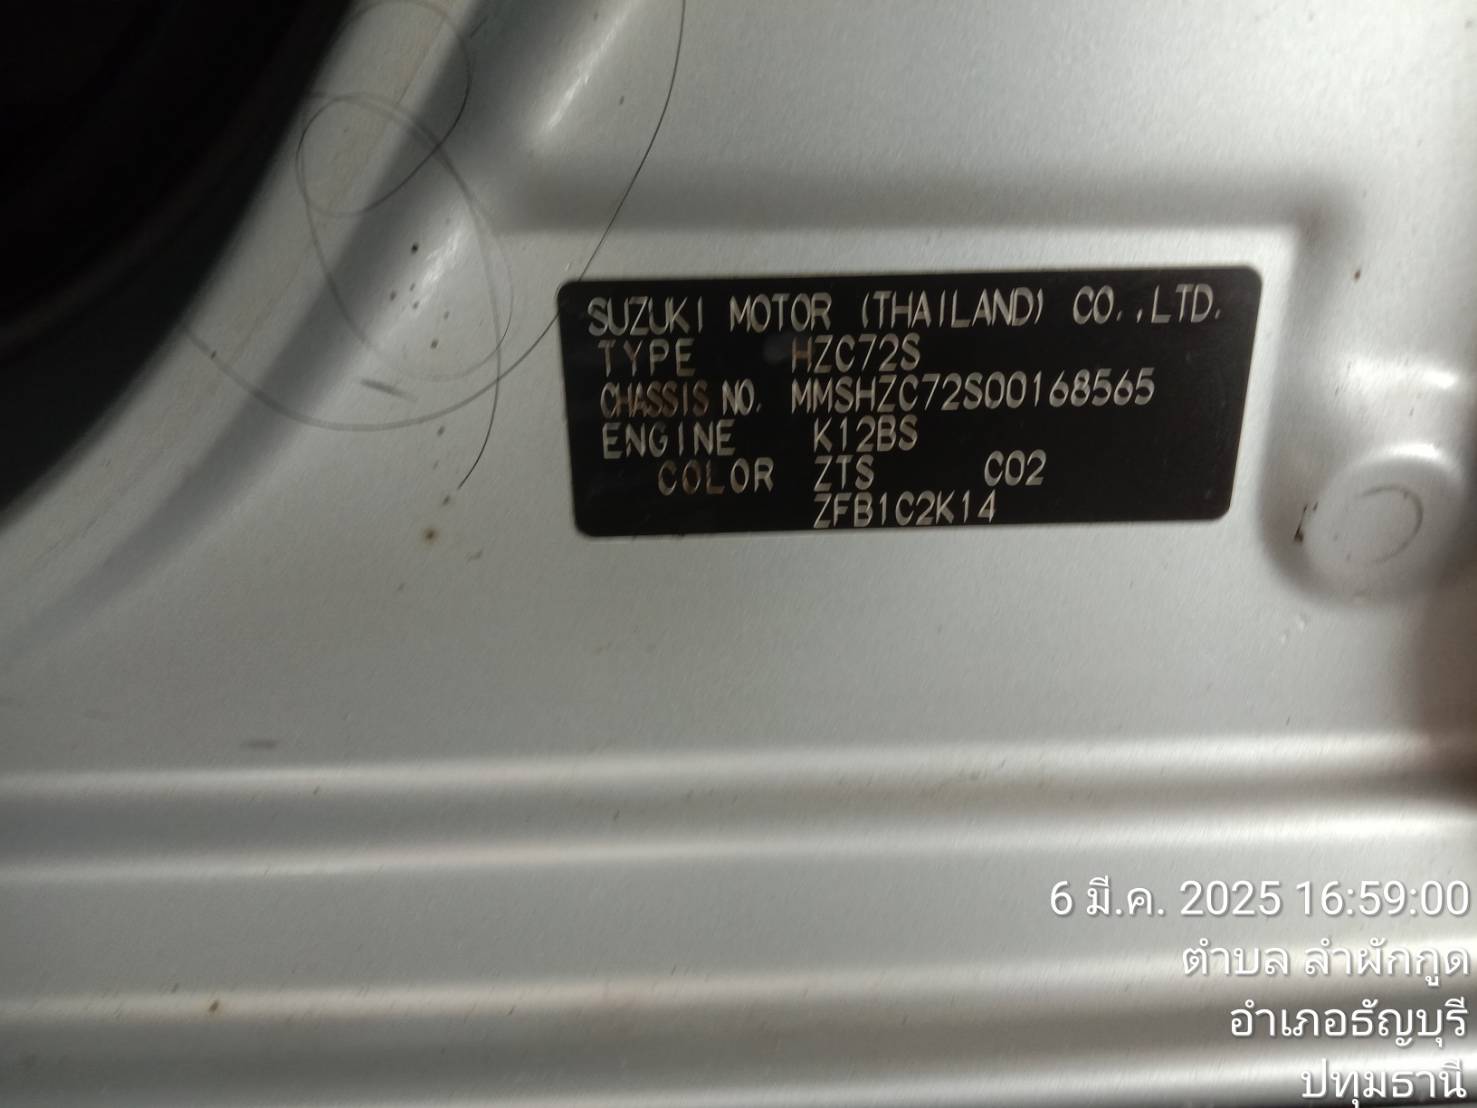 SUZUKI MOTOR (THAILAND) CO.,LTD.
TYPE HZC72S
CHASSIS NO. MMSHZC72S00168565
ENGINE K12BS
COLOR ZTS C02
ZFB1C2K14
6 มี.ค. 2025 16:59:00
ตำบล ลำผักกูด
อำเภอธัญบุรี
ปทุมธานี